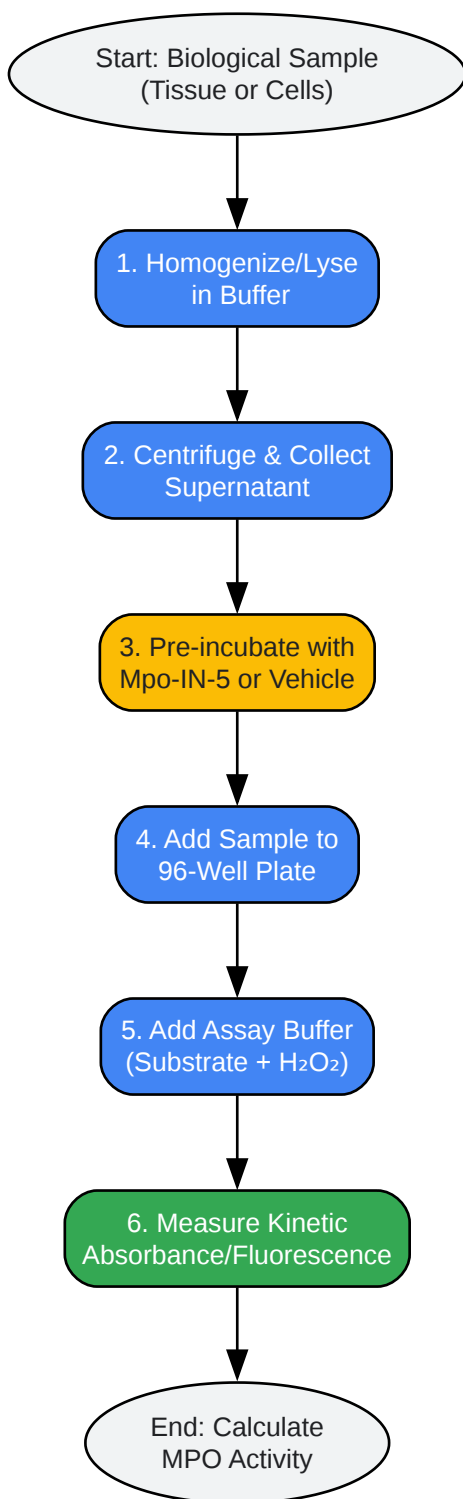 Start: Biological Sample
(Tissue or Cells)
1. Homogenize/Lyse
in Buffer
2. Centrifuge & Collect
Supernatant
3. Pre-incubate with
Mpo-IN-5 or Vehicle
4. Add Sample to
96-Well Plate
5. Add Assay Buffer
(Substrate + H₂O₂)
6. Measure Kinetic
Absorbance/Fluorescence
End: Calculate
MPO Activity